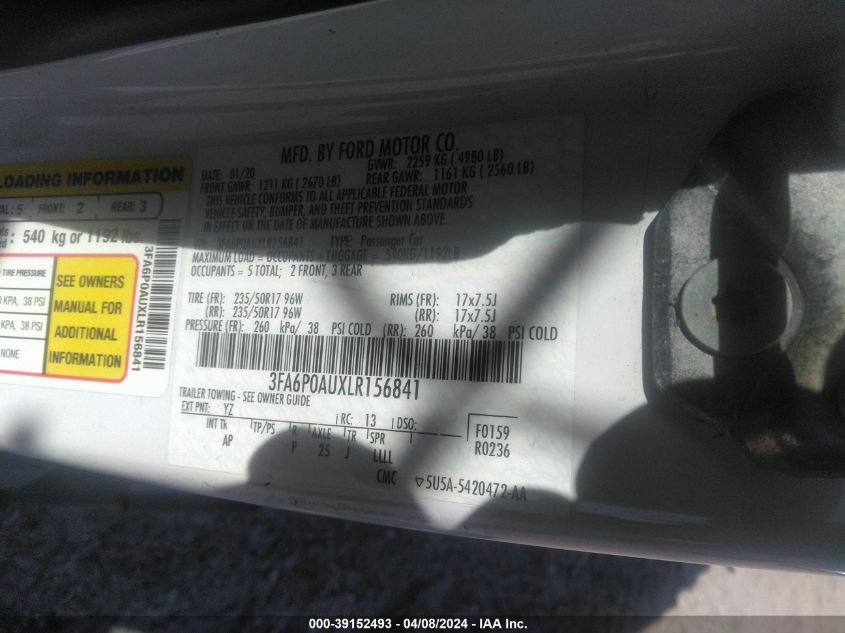 LOADING INFORMATION
TAL: 5 FRONT: 2 REAR: 3
: 540 kg or 1192 lbs.
TIRE PRESSURE
KPA, 38 PSI
KPA, 38 PSI
NONE
SEE OWNERS
MANUAL FOR
ADDITIONAL
INFORMATION
3FA6P0AUXLR156841
MFD. BY FORD MOTOR CO.
DATE: 01/20 GVWR: 2259 KG ( 4980 LB)
FRONT GAWR: 1211 KG ( 2670 LB) REAR GAWR: 1161 KG ( 2560 LB)
THIS VEHICLE CONFORMS TO ALL APPLICABLE FEDERAL MOTOR
VEHICLE SAFETY, BUMPER, AND THEFT PREVENTION STANDARDS
IN EFFECT ON THE DATE OF MANUFACTURE SHOWN ABOVE.
VIN: 3FA6P0AUXLR156841 TYPE: Passenger Car
MAXIMUM LOAD = OCCUPANTS + LUGGAGE = 540KG/1192LB
OCCUPANTS = 5 TOTAL; 2 FRONT, 3 REAR
TIRE (FR): 235/50R17 96W RIMS (FR): 17x7.5J
(RR): 235/50R17 96W (RR): 17x7.5J
PRESSURE (FR): 260 kPa/ 38 PSI COLD (RR): 260 kPa/ 38 PSI COLD
3FA6P0AUXLR156841
TRAILER TOWING - SEE OWNER GUIDE
EXT PNT: YZ RC: 13 DSO:
INT TR TP/PS R AXLE TR SPR
AP P 25 J LLLL
F0159
R0236
CMC ▽5U5A-5420472-AA
000-39152493 - 04/08/2024 - IAA Inc.